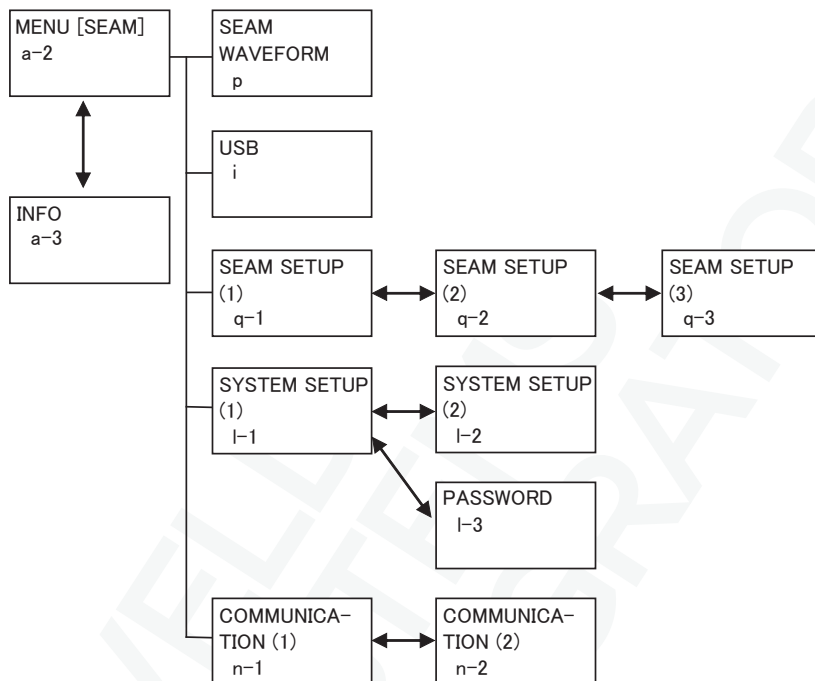 MENU [SEAM]
a-2
SEAM
WAVEFORM
p
USB
i
INFO
a-3
SEAM SETUP
(1)
q-1
SEAM SETUP
(2)
q-2
SEAM SETUP
(3)
q-3
SYSTEM SETUP
(1)
l-1
SYSTEM SETUP
(2)
l-2
PASSWORD
l-3
COMMUNICA-
TION (1)
n-1
COMMUNICA-
TION (2)
n-2